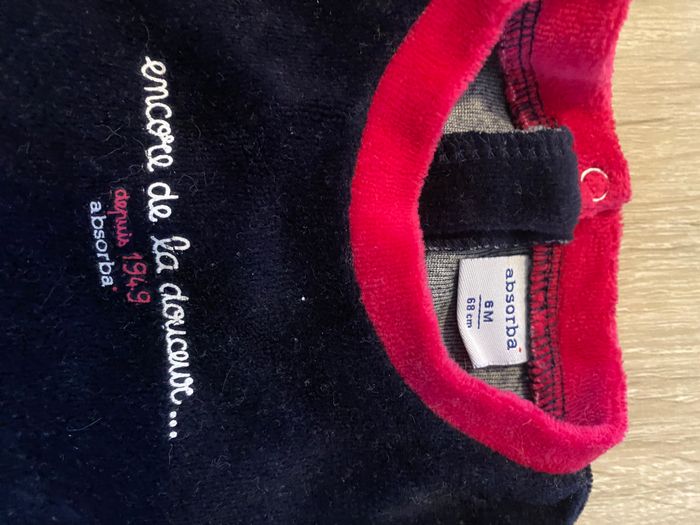 encore de la douceur...
depuis 1949
absorba
absorba
6M
68 cm